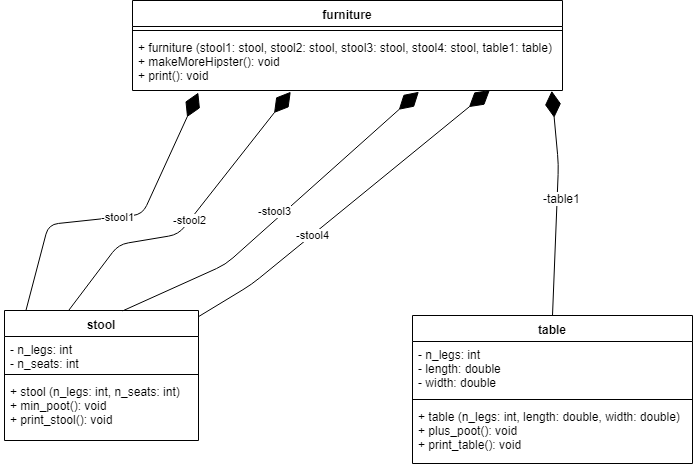 furniture
+ furniture (stool1: stool, stool2: stool, stool3: stool, stool4: stool, table1: table)
+ makeMoreHipster(): void
+ print(): void
-stool1
-stool2
-stool3
-stool4
-table1
stool
- n_legs: int
- n_seats: int
+ stool (n_legs: int, n_seats: int)
+ min_poot(): void
+ print_stool(): void
table
- n_legs: int
- length: double
- width: double
+ table (n_legs: int, length: double, width: double)
+ plus_poot(): void
+ print_table(): void